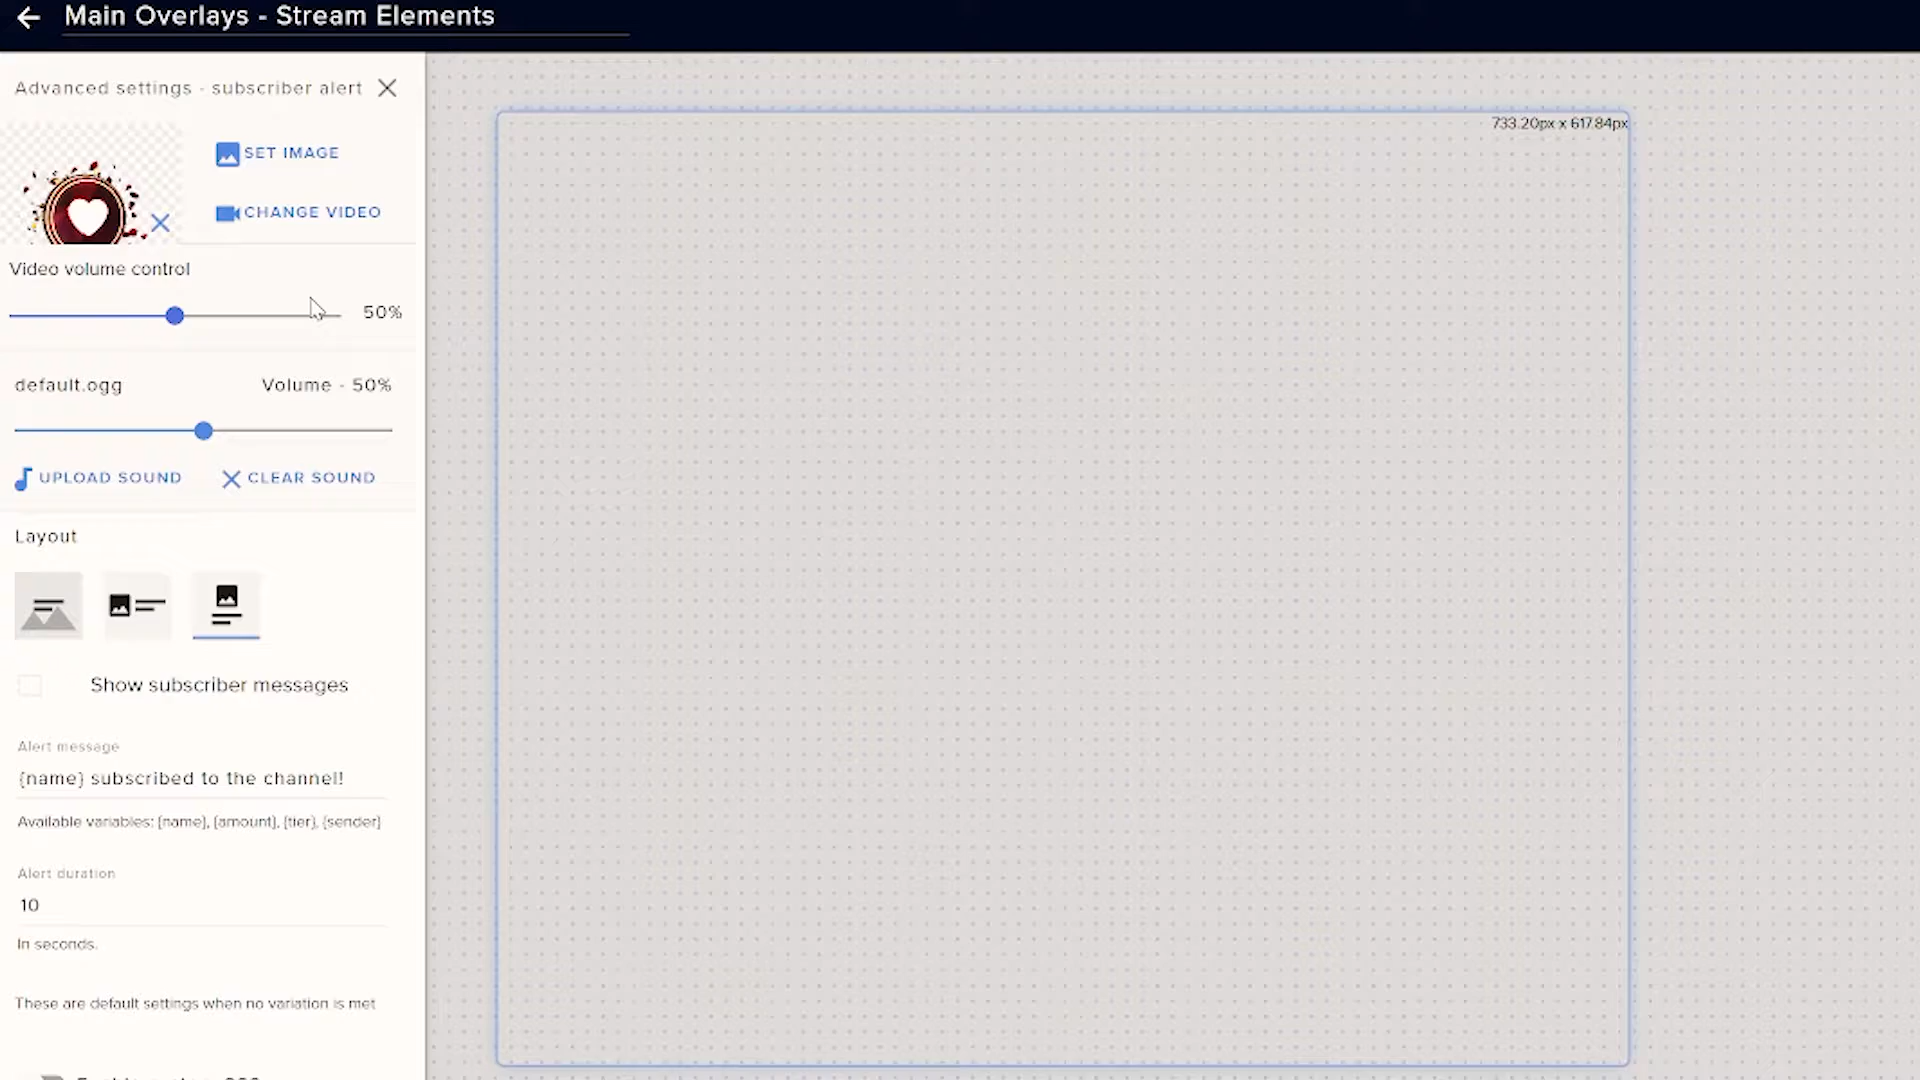 Main Overlays - Stream Elements
Advanced settings - subscriber alert
733.20px x 617.84px
SET IMAGE
CHANGE VIDEO
Video volume control
50%
default.ogg
Volume - 50%
UPLOAD SOUND
CLEAR SOUND
Layout
Show subscriber messages
Alert message
{name} subscribed to the channel!
Available variables: {name}, {amount}, {tier}, {sender}
Alert duration
10
In seconds.
These are default settings when no variation is met